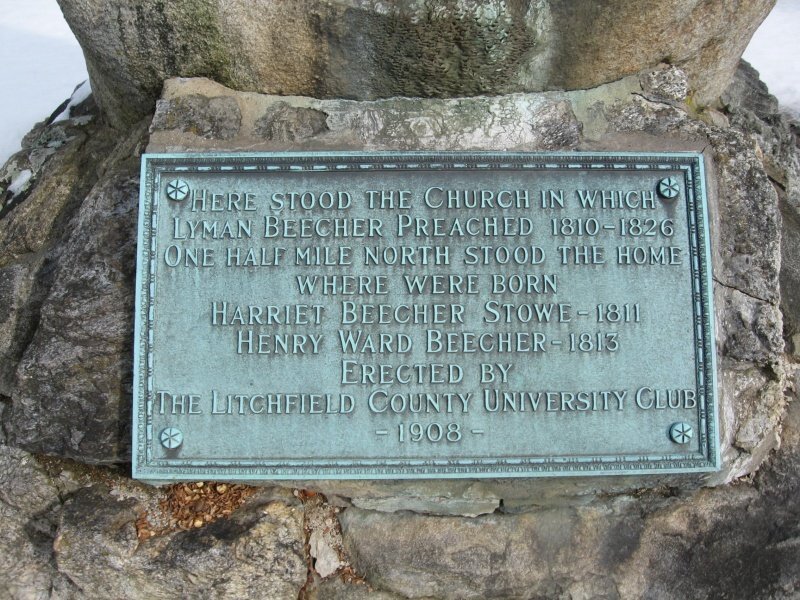 Here stood the Church in which
Lyman Beecher Preached 1810-1826
One half mile north stood the home
where were born
Harriet Beecher Stowe-1811
Henry Ward Beecher-1813
Erected by
The Litchfield County University Club
-1908-